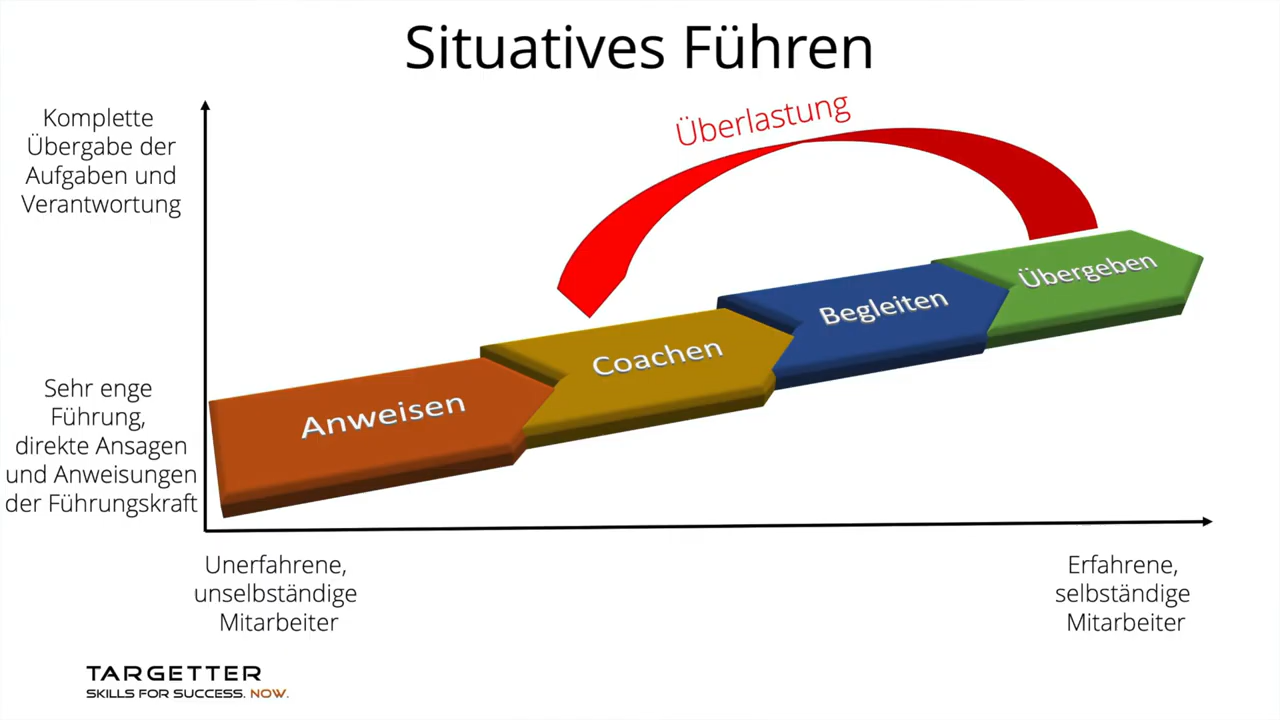 Situatives Führen
Komplette
Übergabe der
Aufgaben und
Verantwortung
Überlastung
Übergeben
Begleiten
Coachen
Anweisen
Sehr enge
Führung,
direkte Ansagen
und Anweisungen
der Führungskraft
Unerfahrene,
unselbständige
Mitarbeiter
Erfahrene,
selbständige
Mitarbeiter
TARGETTER
SKILLS FOR SUCCESS. NOW.